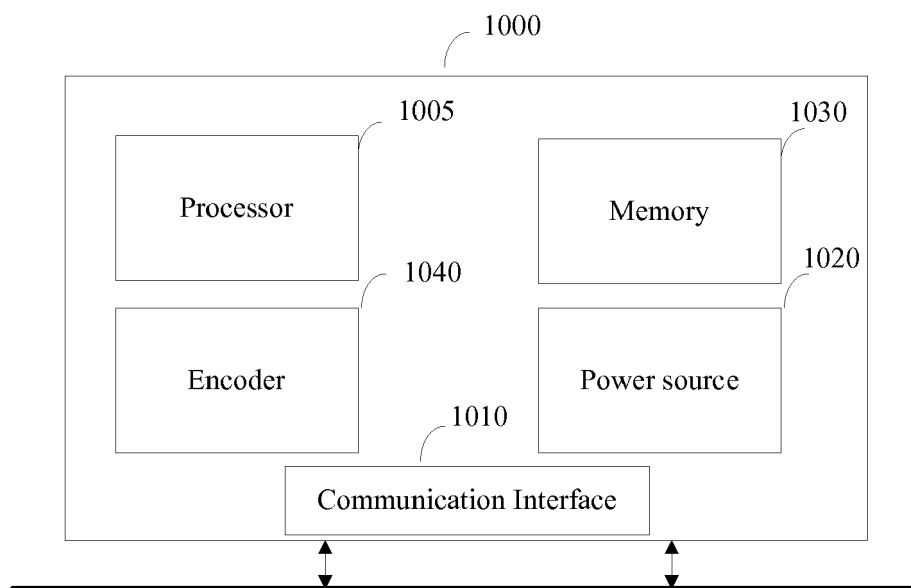 1000
1005
1030
Processor
Memory
1040
1020
Encoder
Power source
1010
Communication Interface